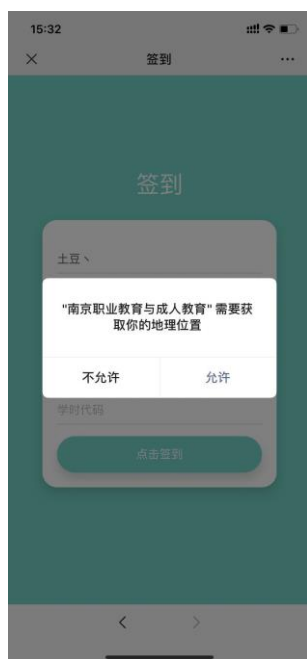 15:32
签到
签到
土豆丶
"南京职业教育与成人教育" 需要获
取你的地理位置
不允许
允许
学时代码
点击签到